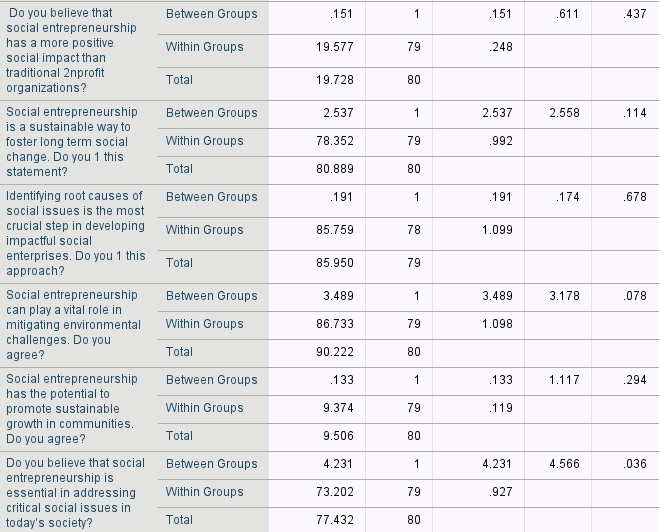 Do you believe that social entrepreneurship has a more positive social impact than traditional 2nprofit organizations? Between Groups .151 1 .151 .611 .437
Within Groups 19.577 79 .248
Total 19.728 80
Social entrepreneurship is a sustainable way to foster long term social change. Do you 1 this statement? Between Groups 2.537 1 2.537 2.558 .114
Within Groups 78.352 79 .992
Total 80.889 80
Identifying root causes of social issues is the most crucial step in developing impactful social enterprises. Do you 1 this approach? Between Groups .191 1 .191 .174 .678
Within Groups 85.759 78 1.099
Total 85.950 79
Social entrepreneurship can play a vital role in mitigating environmental challenges. Do you agree? Between Groups 3.489 1 3.489 3.178 .078
Within Groups 86.733 79 1.098
Total 90.222 80
Social entrepreneurship has the potential to promote sustainable growth in communities. Do you agree? Between Groups .133 1 .133 1.117 .294
Within Groups 9.374 79 .119
Total 9.506 80
Do you believe that social entrepreneurship is essential in addressing critical social issues in today's society? Between Groups 4.231 1 4.231 4.566 .036
Within Groups 73.202 79 .927
Total 77.432 80